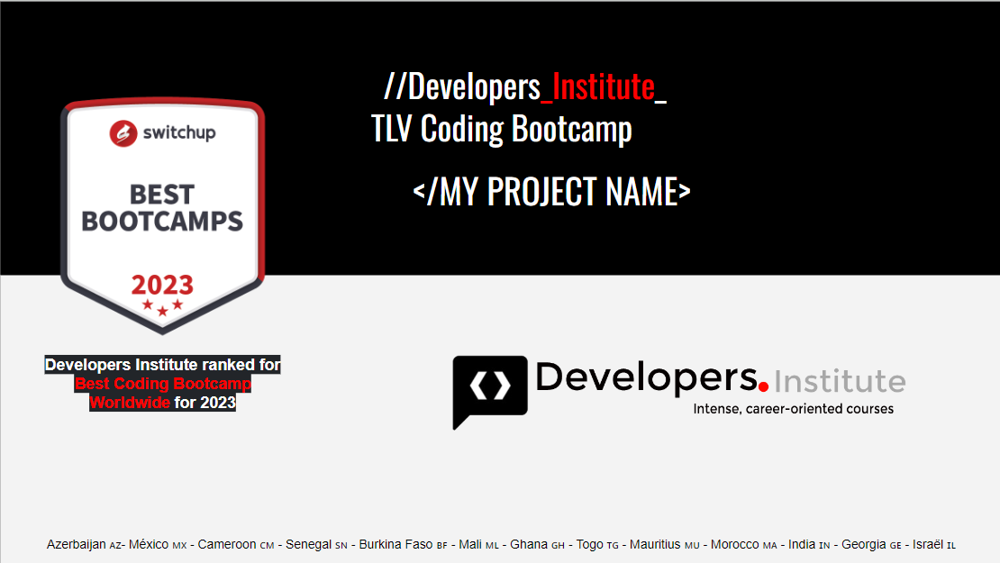 //Developers_Institute_
TLV Coding Bootcamp
</MY PROJECT NAME>
switchup
BEST
BOOTCAMPS
2023
Developers Institute ranked for
Best Coding Bootcamp
Worldwide for 2023
Developers.Institute
Intense, career-oriented courses
Azerbaijan AZ- México MX - Cameroon CM - Senegal SN - Burkina Faso BF - Mali ML - Ghana GH - Togo TG - Mauritius MU - Morocco MA - India IN - Georgia GE - Israël IL